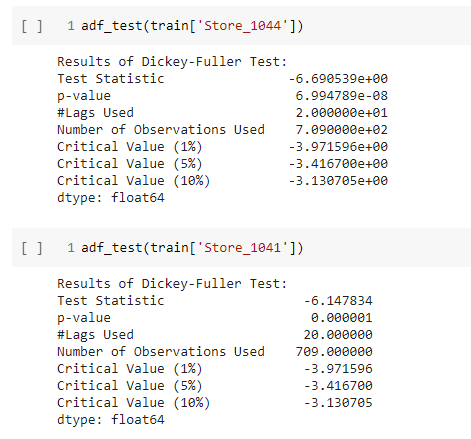 [ ] 1 adf_test(train['Store_1044'])
Results of Dickey-Fuller Test:
Test Statistic -6.690539e+00
p-value 6.994789e-08
#Lags Used 2.000000e+01
Number of Observations Used 7.090000e+02
Critical Value (1%) -3.971596e+00
Critical Value (5%) -3.416700e+00
Critical Value (10%) -3.130705e+00
dtype: float64
[ ] 1 adf_test(train['Store_1041'])
Results of Dickey-Fuller Test:
Test Statistic -6.147834
p-value 0.000001
#Lags Used 20.000000
Number of Observations Used 709.000000
Critical Value (1%) -3.971596
Critical Value (5%) -3.416700
Critical Value (10%) -3.130705
dtype: float64